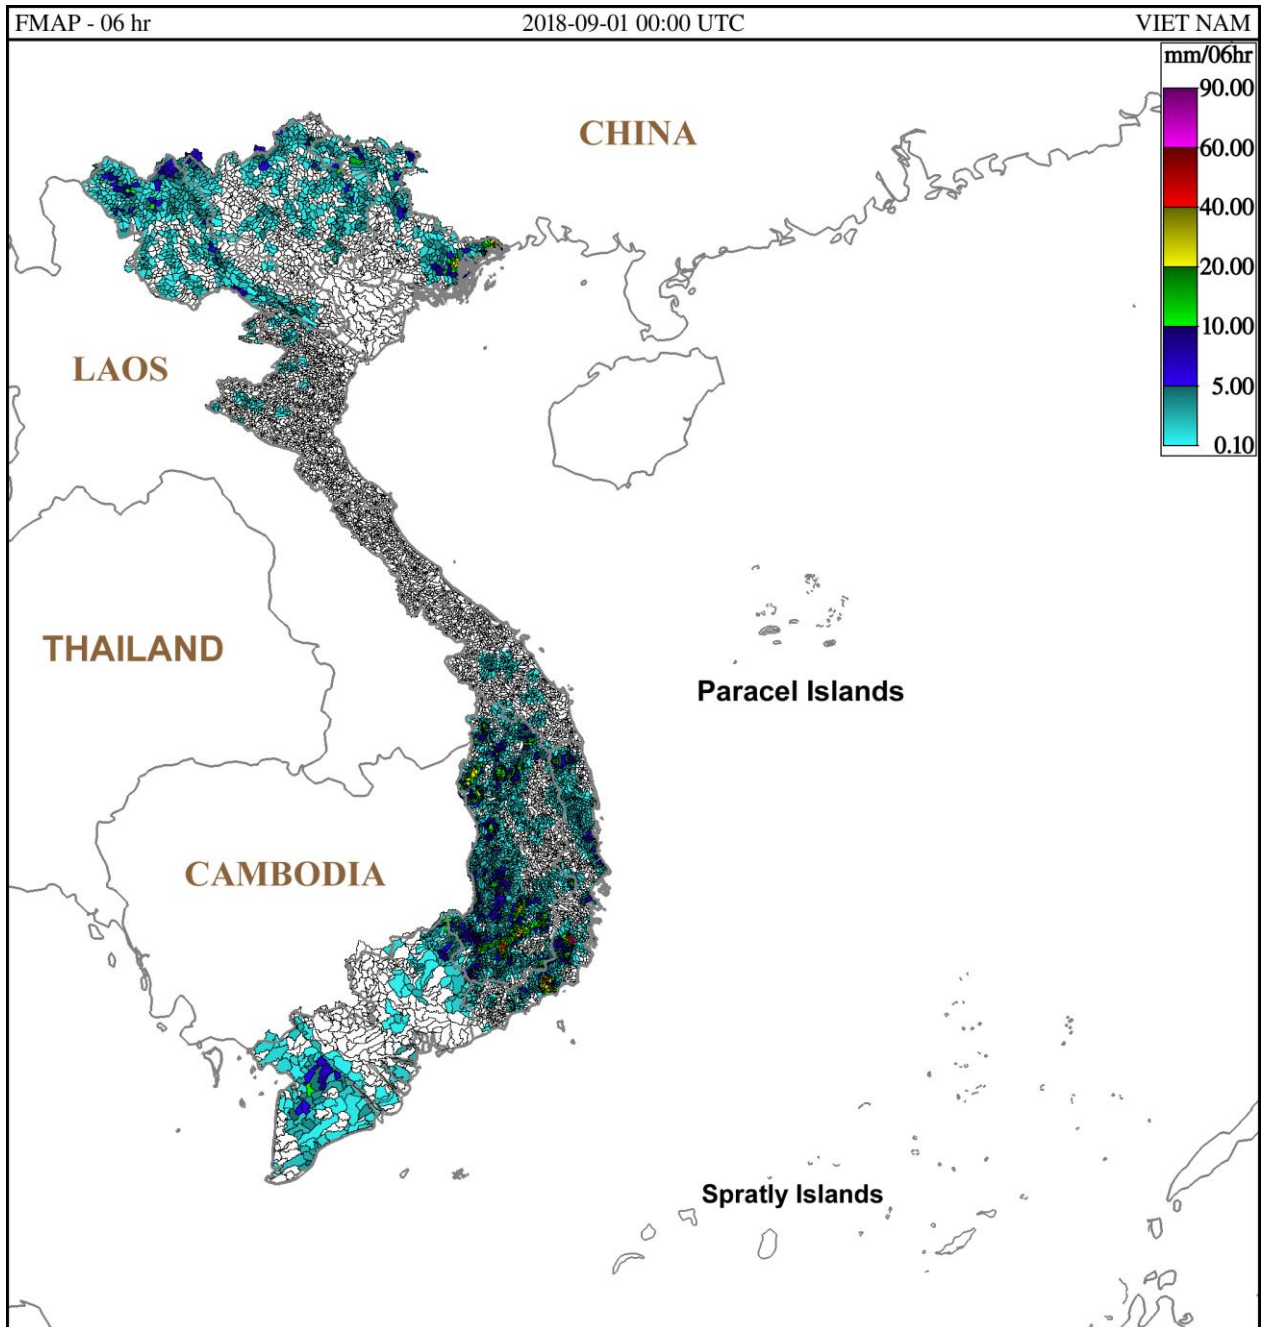 FMAP - 06 hr 2018-09-01 00:00 UTC VIET NAM
mm/06hr
90.00
60.00
40.00
20.00
10.00
5.00
0.10
CHINA
LAOS
THAILAND
Paracel Islands
CAMBODIA
Spratly Islands